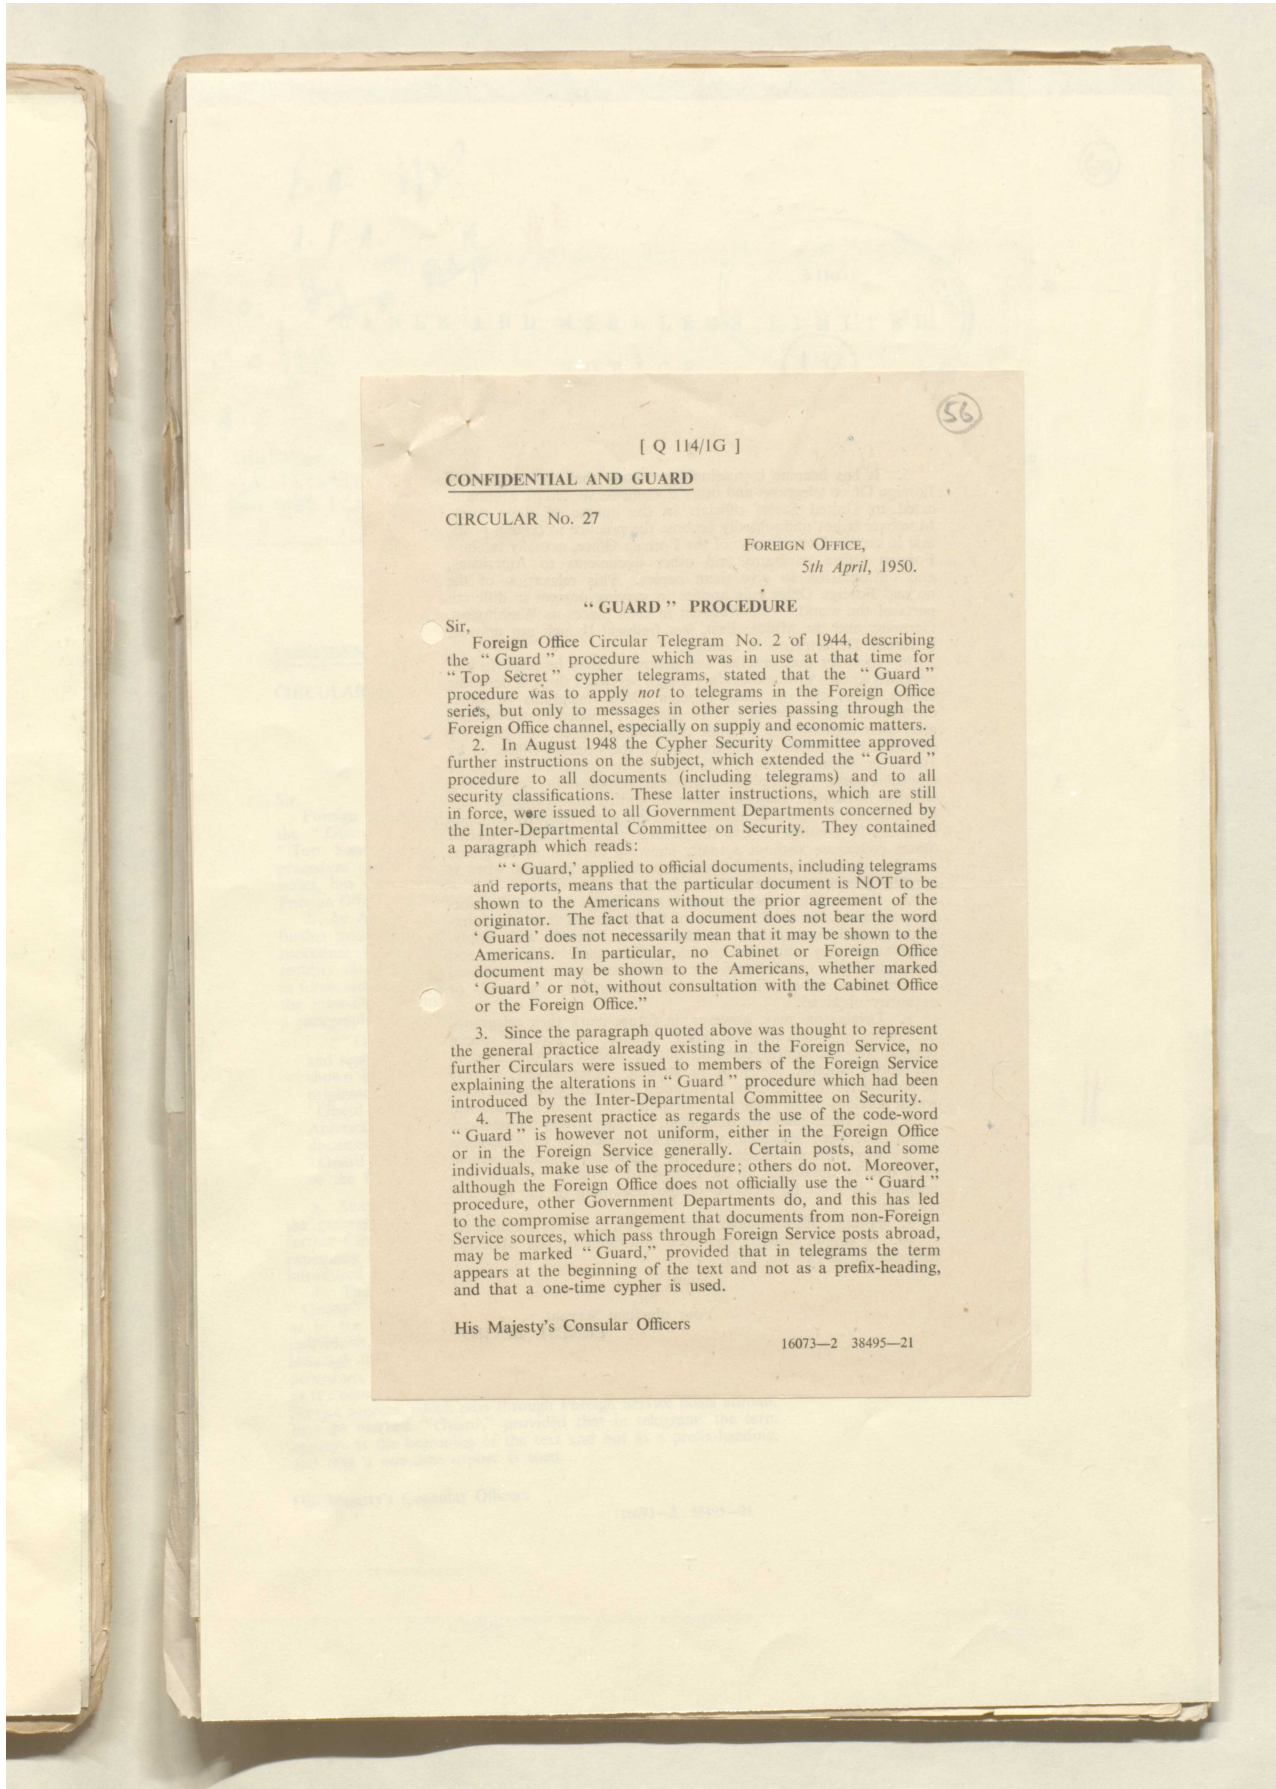 56
[ Q 114/1G ]
CONFIDENTIAL AND GUARD
CIRCULAR No. 27
FOREIGN OFFICE,
5th April, 1950.
“ GUARD ” PROCEDURE
Sir,
Foreign Office Circular Telegram No. 2 of 1944, describing
the “ Guard ” procedure which was in use at that time for
“ Top Secret ” cypher telegrams, stated that the “ Guard ”
procedure was to apply not to telegrams in the Foreign Office
series, but only to messages in other series passing through the
Foreign Office channel, especially on supply and economic matters.
2. In August 1948 the Cypher Security Committee approved
further instructions on the subject, which extended the “ Guard ”
procedure to all documents (including telegrams) and to all
security classifications. These latter instructions, which are still
in force, were issued to all Government Departments concerned by
the Inter-Departmental Committee on Security. They contained
a paragraph which reads:
“ ‘ Guard,’ applied to official documents, including telegrams
and reports, means that the particular document is NOT to be
shown to the Americans without the prior agreement of the
originator. The fact that a document does not bear the word
‘ Guard ’ does not necessarily mean that it may be shown to the
Americans. In particular, no Cabinet or Foreign Office
document may be shown to the Americans, whether marked
‘ Guard ’ or not, without consultation with the Cabinet Office
or the Foreign Office.”
3. Since the paragraph quoted above was thought to represent
the general practice already existing in the Foreign Service, no
further Circulars were issued to members of the Foreign Service
explaining the alterations in “ Guard ” procedure which had been
introduced by the Inter-Departmental Committee on Security.
4. The present practice as regards the use of the code-word
“ Guard ” is however not uniform, either in the Foreign Office
or in the Foreign Service generally. Certain posts, and some
individuals, make use of the procedure; others do not. Moreover,
although the Foreign Office does not officially use the “ Guard ”
procedure, other Government Departments do, and this has led
to the compromise arrangement that documents from non-Foreign
Service sources, which pass through Foreign Service posts abroad,
may be marked “ Guard,” provided that in telegrams the term
appears at the beginning of the text and not as a prefix-heading,
and that a one-time cypher is used.
His Majesty's Consular Officers
16073—2 38495—21